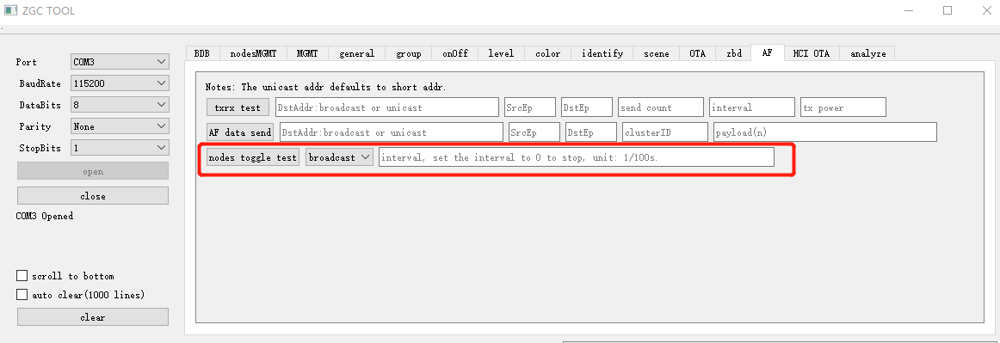 ZGC TOOL
Port COM3
BaudRate 115200
DataBits 8
Parity None
StopBits 1
open
close
COM3 Opened
scroll to bottom
auto clear(1000 lines)
clear
BDB nodesMGMT MGMT general group onOff level color identify scene OTA zbd AF HCI OTA analyze
Notes: The unicast addr defaults to short addr.
txrx test DstAddr:broadcast or unicast SrcEp DstEp send count interval tx power
AF data send DstAddr:broadcast or unicast SrcEp DstEp clusterID payload(n)
nodes toggle test broadcast interval, set the interval to 0 to stop, unit: 1/100s.